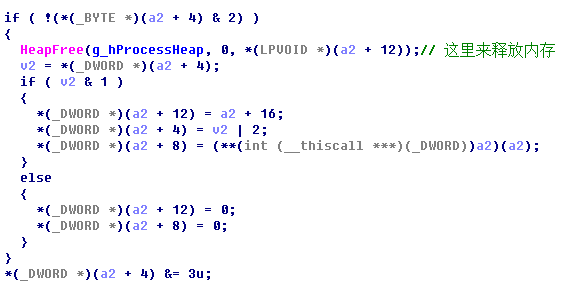 if ( !(*(_BYTE *)(a2 + 4) & 2) )
{
  HeapFree(g_hProcessHeap, 0, *(LPVOID *)(a2 + 12));// 这里来释放内存
  v2 = *(_DWORD *)(a2 + 4);
  if ( v2 & 1 )
  {
    *(_DWORD *)(a2 + 12) = a2 + 16;
    *(_DWORD *)(a2 + 4) = v2 | 2;
    *(_DWORD *)(a2 + 8) = (**(int (__thiscall ***)(_DWORD))a2)(a2);
  }
  else
  {
    *(_DWORD *)(a2 + 12) = 0;
    *(_DWORD *)(a2 + 8) = 0;
  }
}
*(_DWORD *)(a2 + 4) &= 3u;